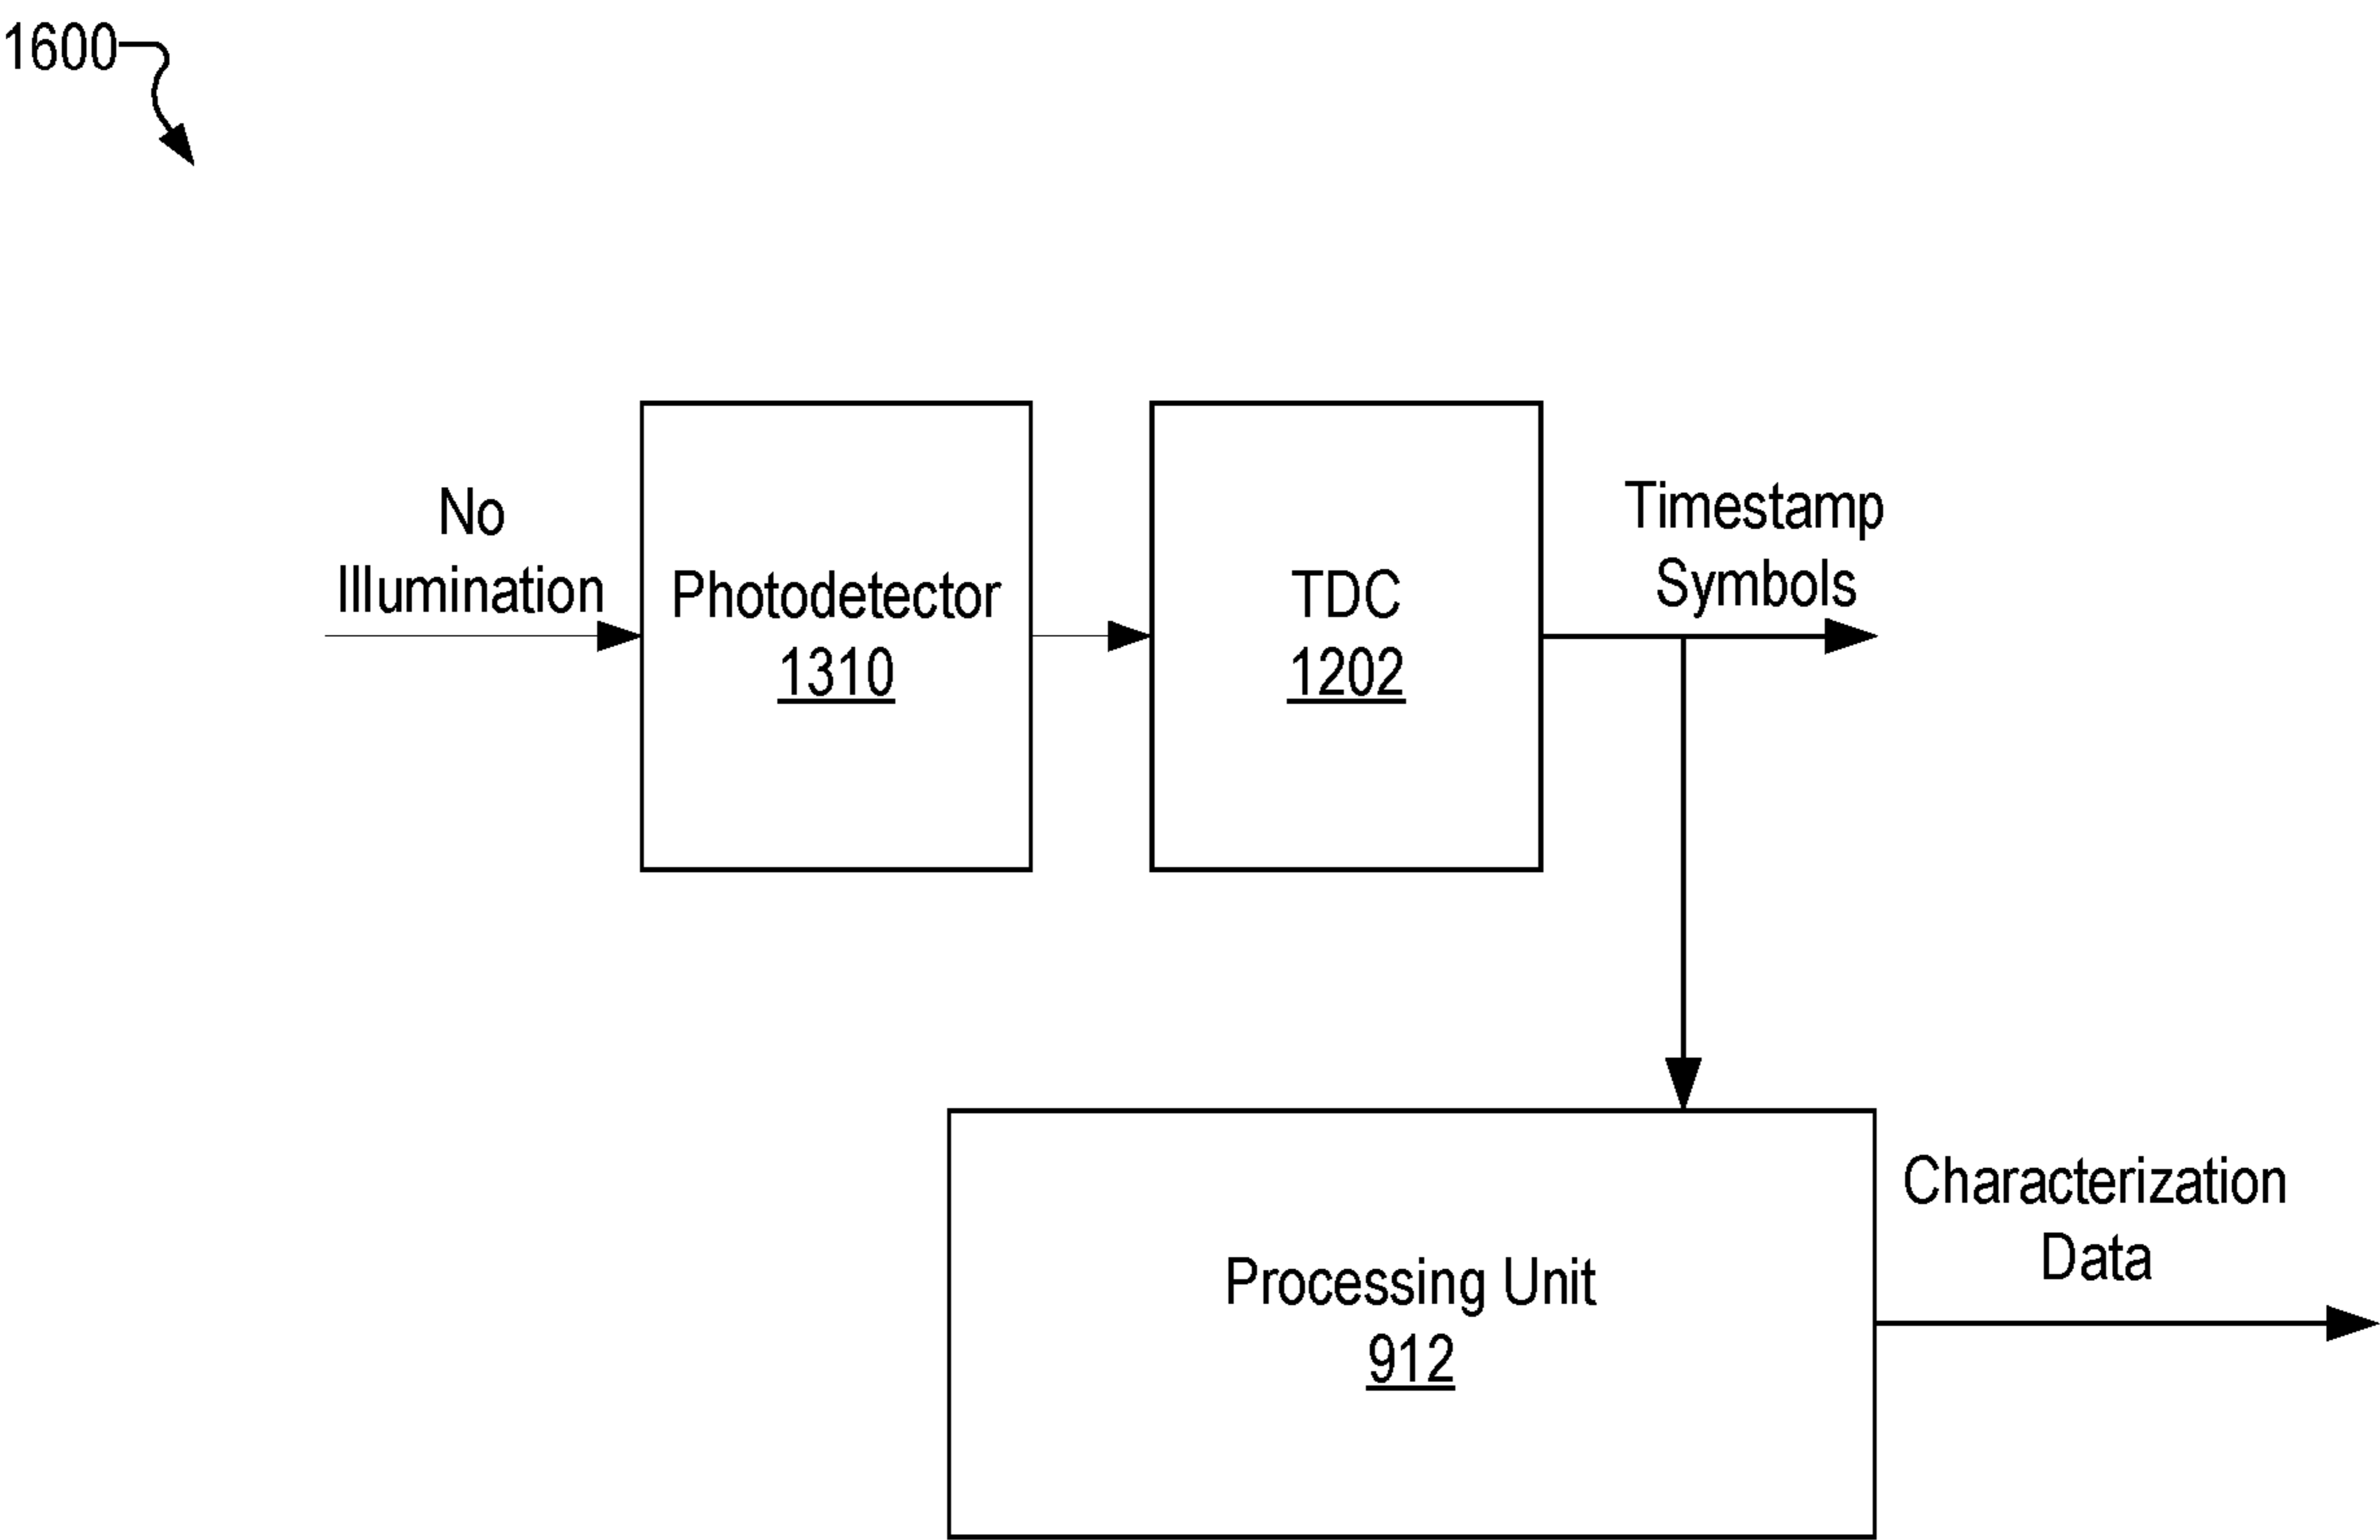 1600
No
Illumination
Photodetector
1310
TDC
1202
Timestamp
Symbols
Processing Unit
912
Characterization
Data